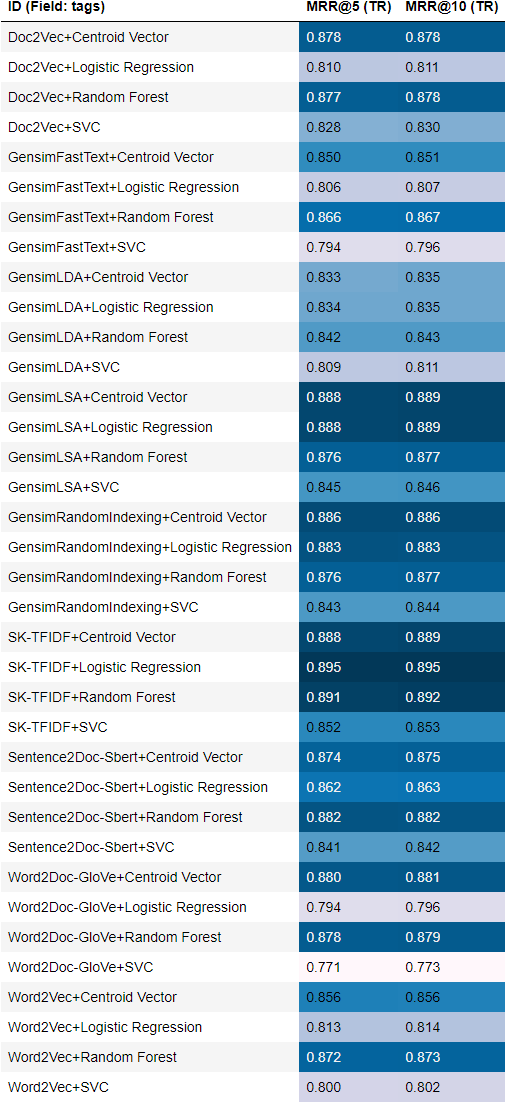 ID (Field: tags) MRR@5 (TR) MRR@10 (TR)
Doc2Vec+Centroid Vector 0.878 0.878
Doc2Vec+Logistic Regression 0.810 0.811
Doc2Vec+Random Forest 0.877 0.878
Doc2Vec+SVC 0.828 0.830
GensimFastText+Centroid Vector 0.850 0.851
GensimFastText+Logistic Regression 0.806 0.807
GensimFastText+Random Forest 0.866 0.867
GensimFastText+SVC 0.794 0.796
GensimLDA+Centroid Vector 0.833 0.835
GensimLDA+Logistic Regression 0.834 0.835
GensimLDA+Random Forest 0.842 0.843
GensimLDA+SVC 0.809 0.811
GensimLSA+Centroid Vector 0.888 0.889
GensimLSA+Logistic Regression 0.888 0.889
GensimLSA+Random Forest 0.876 0.877
GensimLSA+SVC 0.845 0.846
GensimRandomIndexing+Centroid Vector 0.886 0.886
GensimRandomIndexing+Logistic Regression 0.883 0.883
GensimRandomIndexing+Random Forest 0.876 0.877
GensimRandomIndexing+SVC 0.843 0.844
SK-TFIDF+Centroid Vector 0.888 0.889
SK-TFIDF+Logistic Regression 0.895 0.895
SK-TFIDF+Random Forest 0.891 0.892
SK-TFIDF+SVC 0.852 0.853
Sentence2Doc-Sbert+Centroid Vector 0.874 0.875
Sentence2Doc-Sbert+Logistic Regression 0.862 0.863
Sentence2Doc-Sbert+Random Forest 0.882 0.882
Sentence2Doc-Sbert+SVC 0.841 0.842
Word2Doc-GloVe+Centroid Vector 0.880 0.881
Word2Doc-GloVe+Logistic Regression 0.794 0.796
Word2Doc-GloVe+Random Forest 0.878 0.879
Word2Doc-GloVe+SVC 0.771 0.773
Word2Vec+Centroid Vector 0.856 0.856
Word2Vec+Logistic Regression 0.813 0.814
Word2Vec+Random Forest 0.872 0.873
Word2Vec+SVC 0.800 0.802